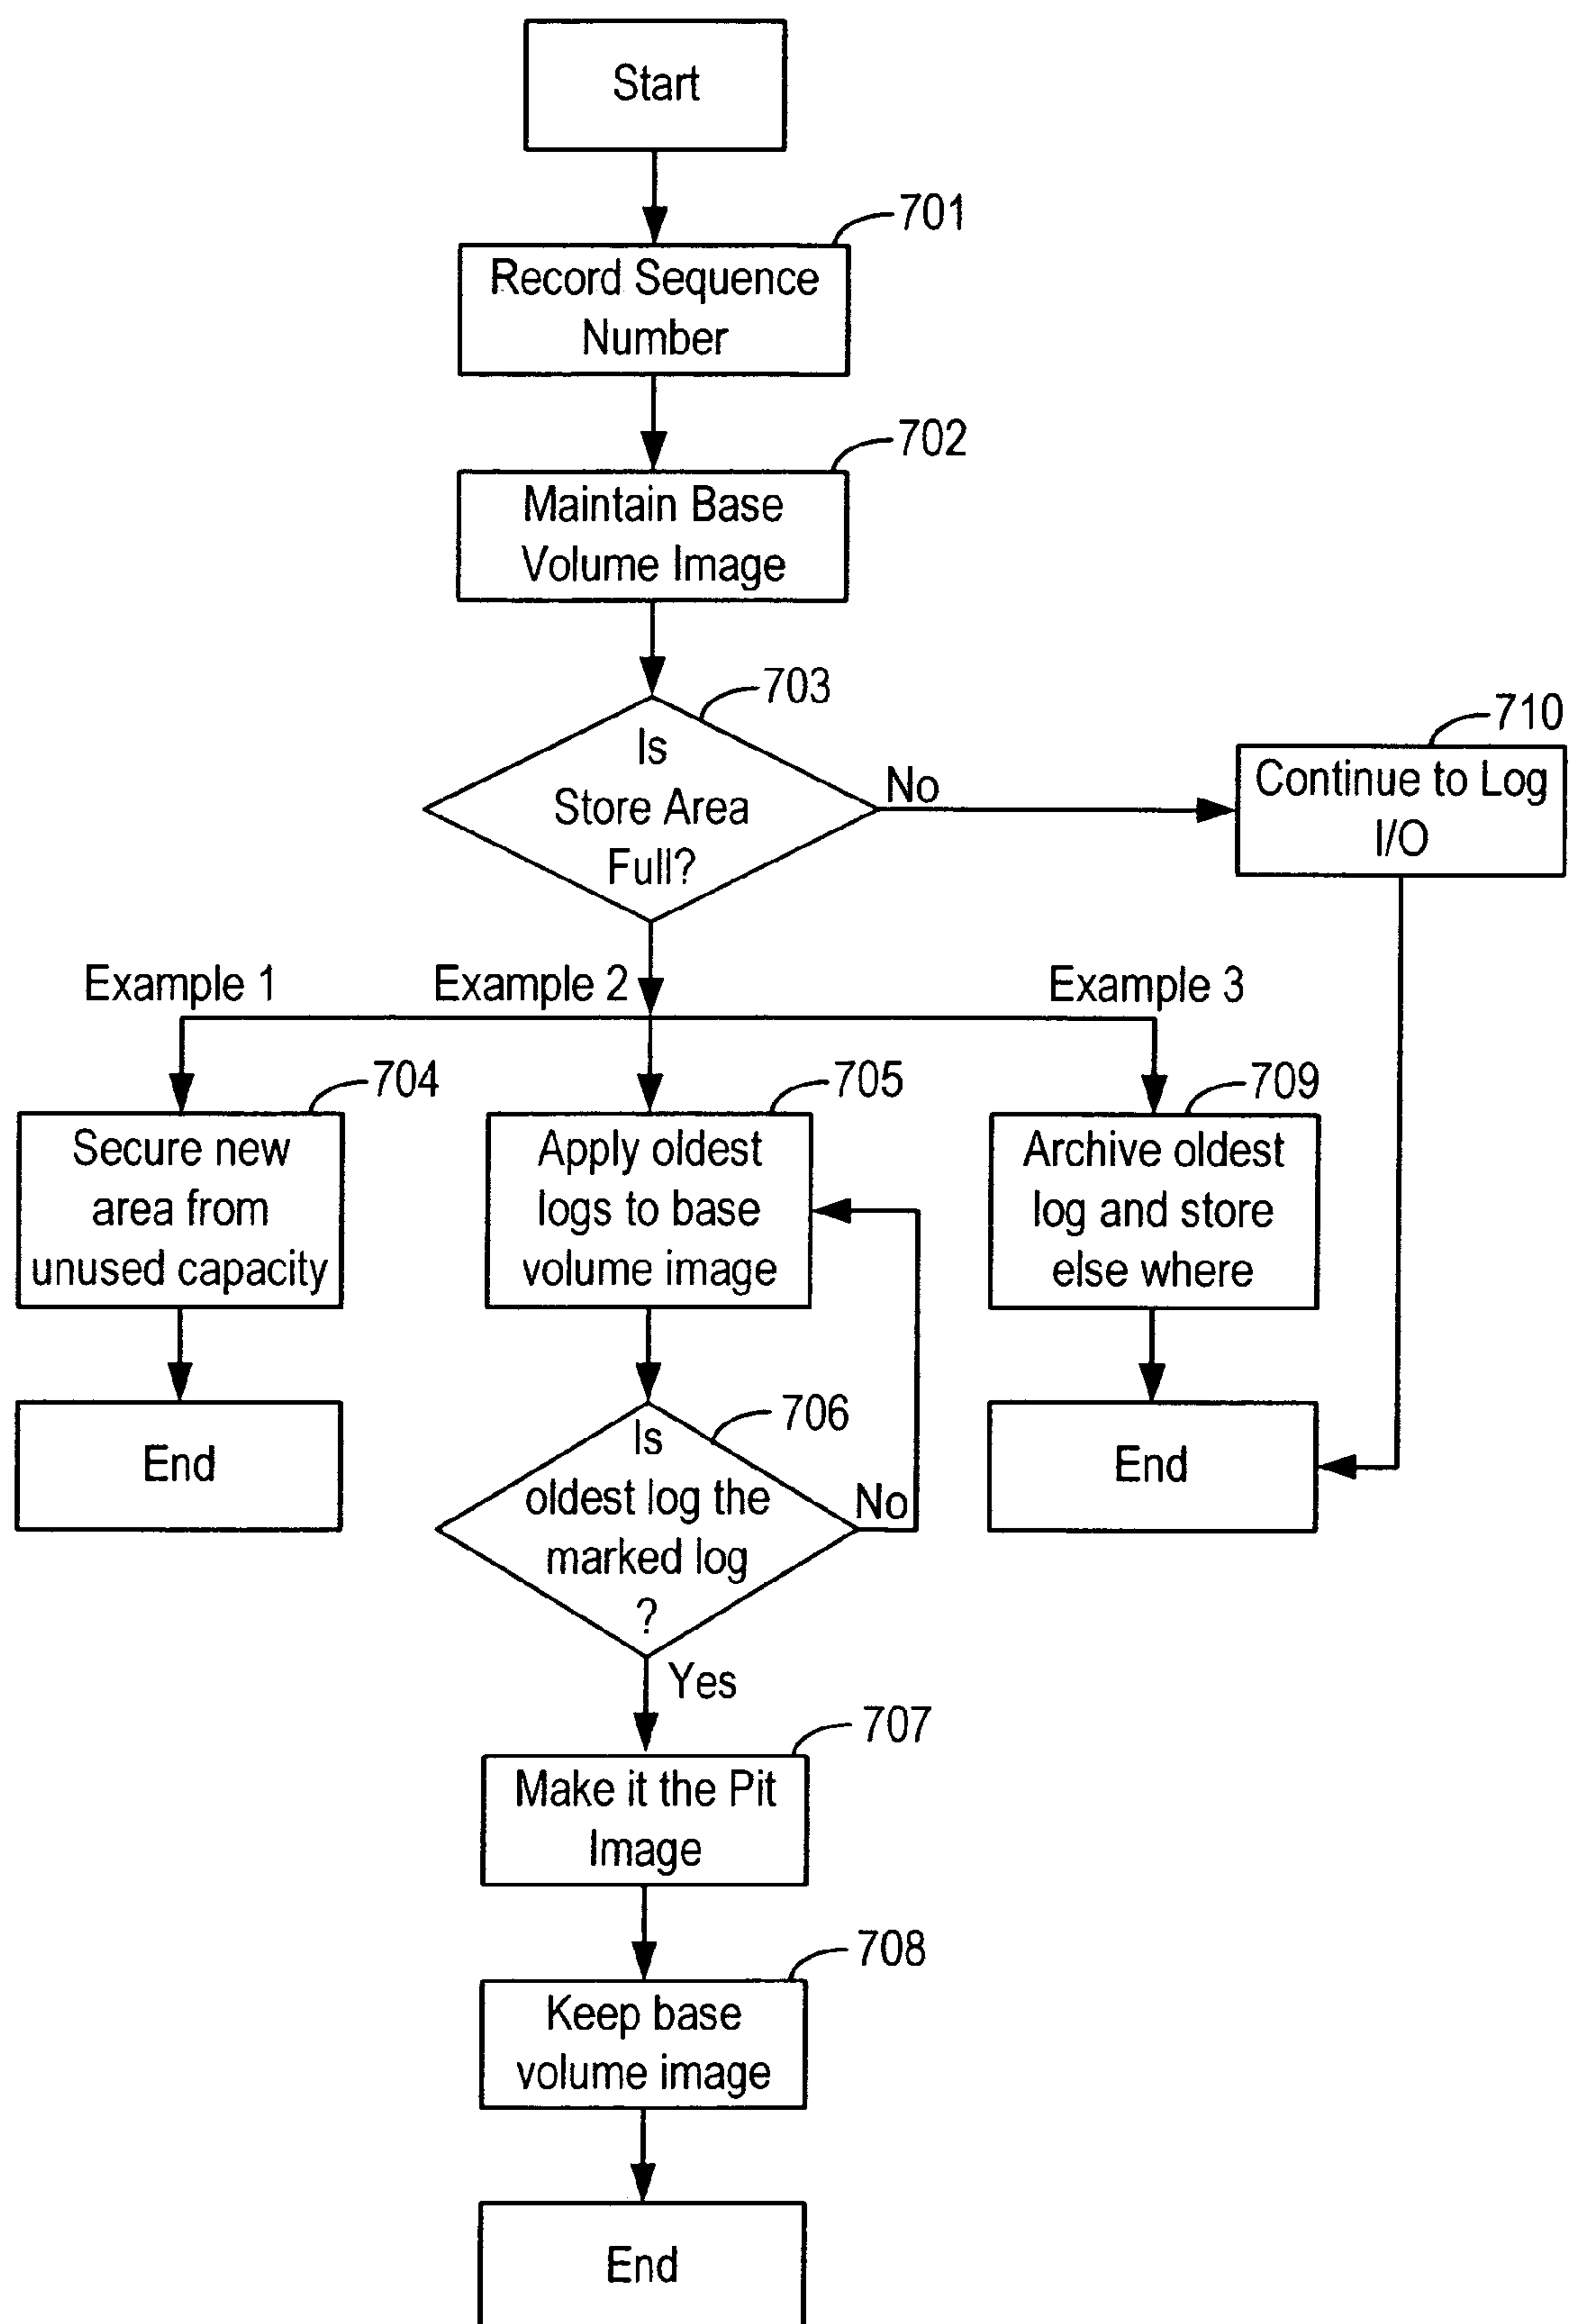 Start
701
Record Sequence
Number
702
Maintain Base
Volume Image
703
Is
Store Area
Full?
No
710
Continue to Log
I/O
Example 1
Example 2
Example 3
704
Secure new
area from
unused capacity
705
Apply oldest
logs to base
volume image
709
Archive oldest
log and store
else where
End
706
Is
oldest log the
marked log
?
No
End
Yes
707
Make it the Pit
Image
708
Keep base
volume image
End